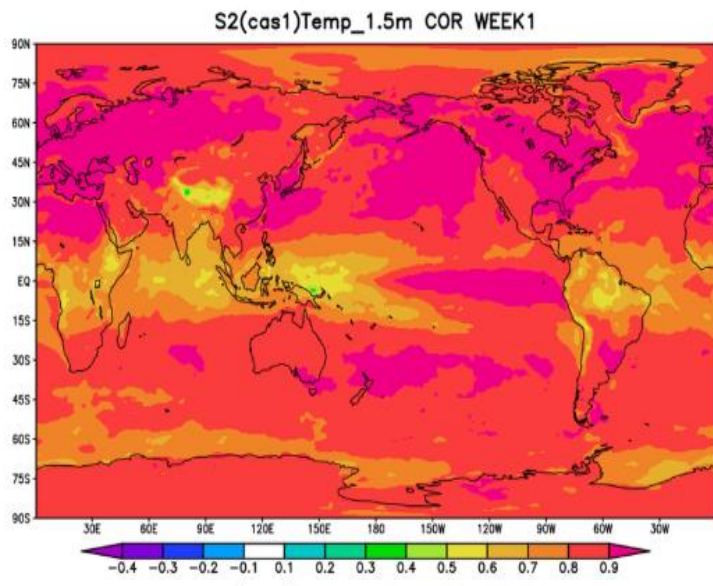 S2(cas1)Temp_1.5m COR WEEK1
90N
75N
60N
45N
30N
15N
EQ
15S
30S
45S
60S
75S
90S
30E 60E 90E 120E 150E 180 150W 120W 90W 60W 30W
-0.4 -0.3 -0.2 -0.1 0.1 0.2 0.3 0.4 0.5 0.6 0.7 0.8 0.9